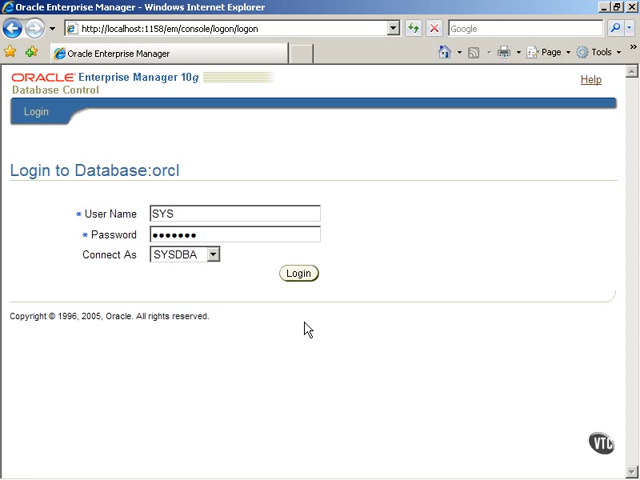 Oracle Enterprise Manager - Windows Internet Explorer
http://localhost:1158/em/console/logon/logon
Google
Oracle Enterprise Manager
Page
Tools
ORACLE Enterprise Manager 10g
Database Control
Help
Login
Login to Database:orcl
* User Name SYS
* Password •••••••
Connect As SYSDBA
Login
Copyright © 1996, 2005, Oracle. All rights reserved.
VTC